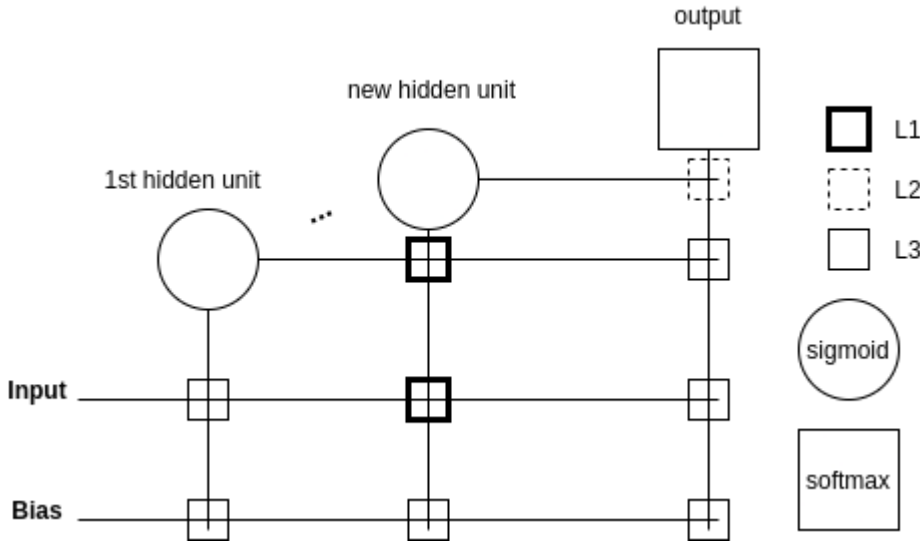 output
new hidden unit
1st hidden unit
...
L1
L2
L3
sigmoid
Input
softmax
Bias